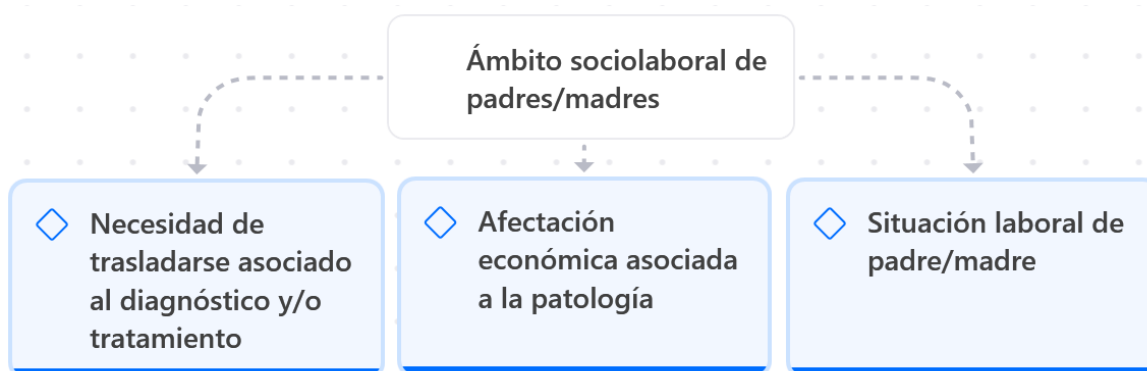 Ámbito sociolaboral de
padres/madres
Necesidad de
trasladarse asociado
al diagnóstico y/o
tratamiento
Afectación
económica asociada
a la patología
Situación laboral de
padre/madre